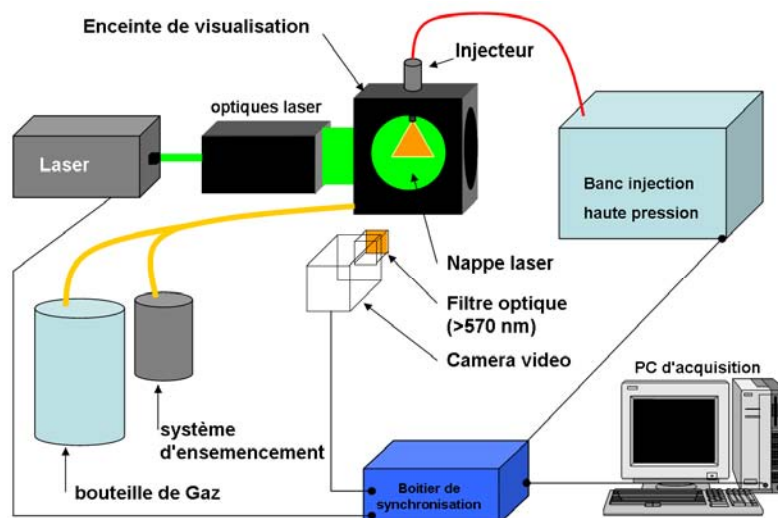 Enceinte de visualisation
Injecteur
optiques laser
Laser
Banc injection
haute pression
Nappe laser
Filtre optique
(>570 nm)
Camera video
PC d'acquisition
système
d'ensemencement
bouteille de Gaz
Boitier de
synchronisation